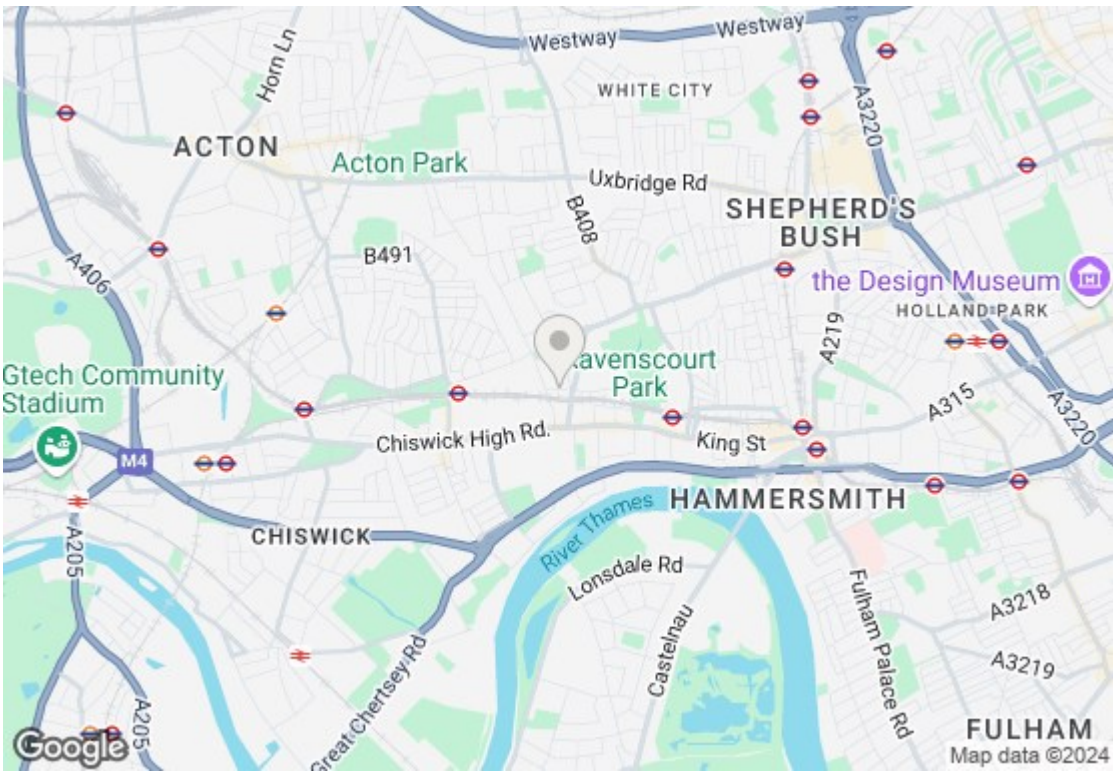 Westway
Westway
Horn Ln
WHITE CITY
A3220
ACTON
Acton Park
Uxbridge Rd
B408
SHEPHERD'S
BUSH
B491
A406
the Design Museum
HOLLAND PARK
A219
Gtech Community
Stadium
avenscourt
Park
A315
A3220
Chiswick High Rd.
King St
M4
HAMMERSMITH
River Thames
CHISWICK
A205
Lonsdale Rd
Fulham Palace Rd
A3218
Castelnau
A3219
Great Chertsey Rd
A205
FULHAM
Google
Map data ©2024